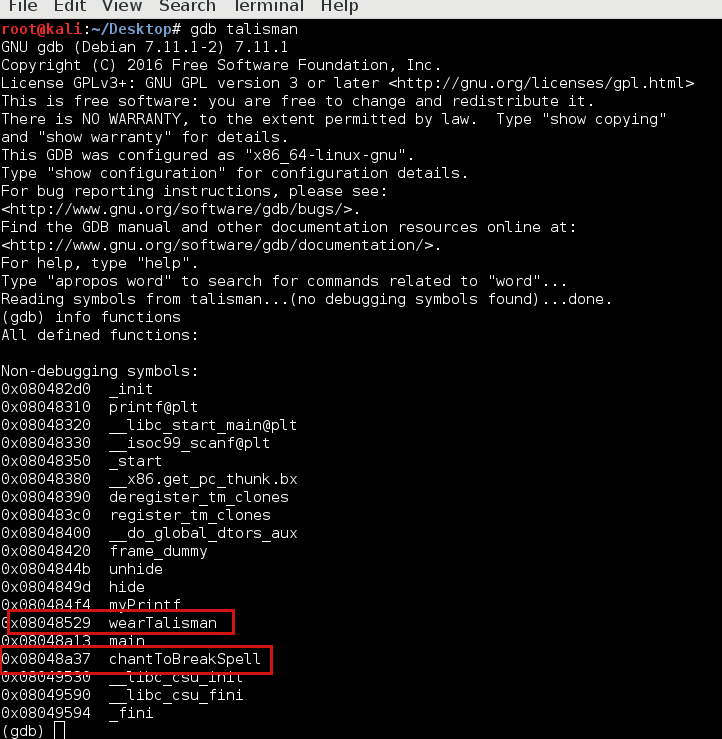 File Edit View Search Terminal Help
root@kali:~/Desktop# gdb talisman
GNU gdb (Debian 7.11.1-2) 7.11.1
Copyright (C) 2016 Free Software Foundation, Inc.
License GPLv3+: GNU GPL version 3 or later <http://gnu.org/licenses/gpl.html>
This is free software: you are free to change and redistribute it.
There is NO WARRANTY, to the extent permitted by law.  Type "show copying"
and "show warranty" for details.
This GDB was configured as "x86_64-linux-gnu".
Type "show configuration" for configuration details.
For bug reporting instructions, please see:
<http://www.gnu.org/software/gdb/bugs/>.
Find the GDB manual and other documentation resources online at:
<http://www.gnu.org/software/gdb/documentation/>.
For help, type "help".
Type "apropos word" to search for commands related to "word"...
Reading symbols from talisman...(no debugging symbols found)...done.
(gdb) info functions
All defined functions:
Non-debugging symbols:
0x080482d0  _init
0x08048310  printf@plt
0x08048320  __libc_start_main@plt
0x08048330  __isoc99_scanf@plt
0x08048350  _start
0x08048380  __x86.get_pc_thunk.bx
0x08048390  deregister_tm_clones
0x080483c0  register_tm_clones
0x08048400  __do_global_dtors_aux
0x08048420  frame_dummy
0x0804844b  unhide
0x0804849d  hide
0x080484f4  myPrintf
0x08048529  wearTalisman
0x08048a13  main
0x08048a37  chantToBreakSpell
0x08049530  __libc_csu_init
0x08049590  __libc_csu_fini
0x08049594  _fini
(gdb)